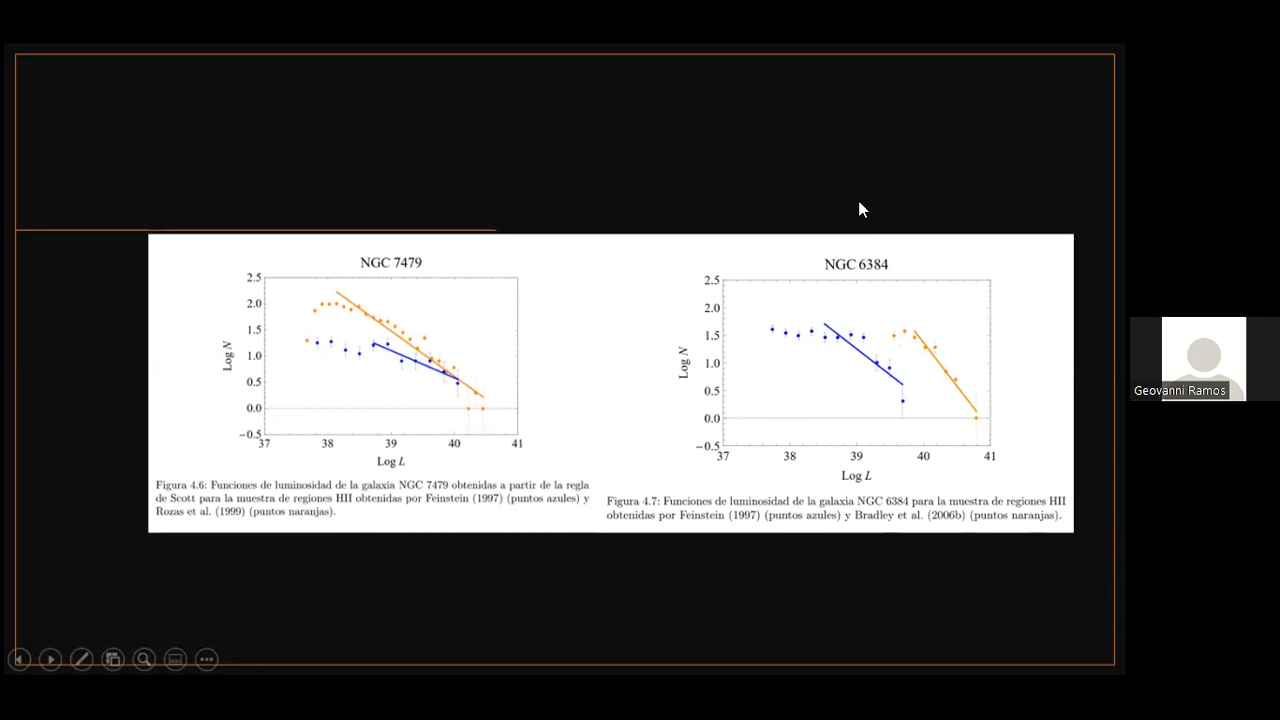 NGC 7479
2.5
2.0
1.5
1.0
0.5
0.0
−0.5
Log N
37 38 39 40 41
Log L
Figura 4.6: Funciones de luminosidad de la galaxia NGC 7479 obtenidas a partir de la regla
de Scott para la muestra de regiones HII obtenidas por Feinstein (1997) (puntos azules) y
Rozas et al. (1999) (puntos naranjas).
NGC 6384
2.5
2.0
1.5
1.0
0.5
0.0
−0.5
Log N
37 38 39 40 41
Log L
Figura 4.7: Funciones de luminosidad de la galaxia NGC 6384 para la muestra de regiones HII
obtenidas por Feinstein (1997) (puntos azules) y Bradley et al. (2006b) (puntos naranjas).
Geovanni Ramos